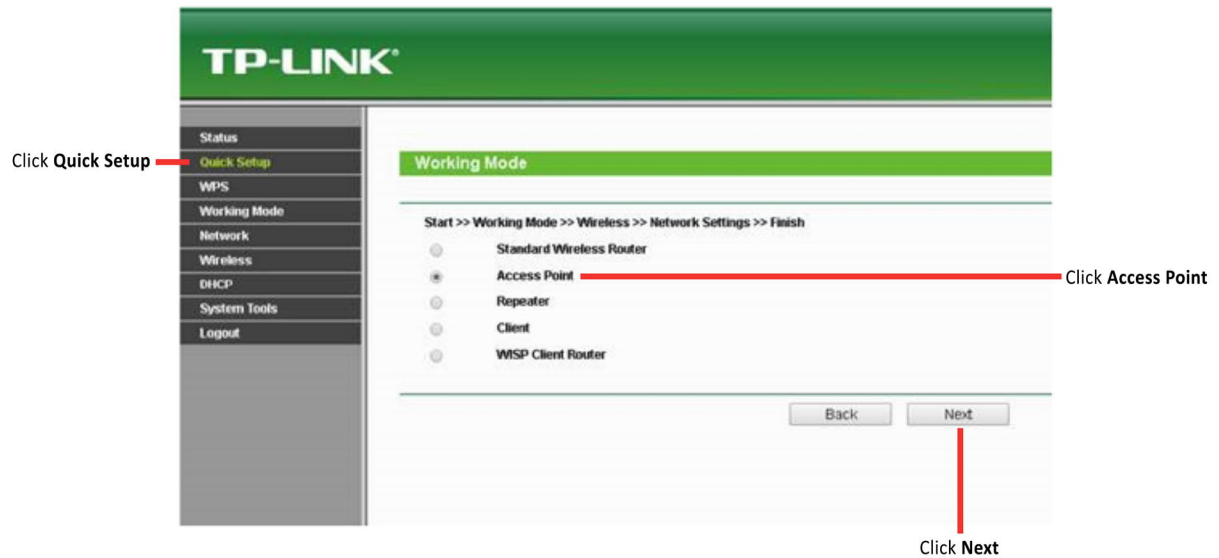 TP-LINK®
Status
Click Quick Setup
Quick Setup
WPS
Working Mode
Network
Wireless
DHCP
System Tools
Logout
Working Mode
Start >> Working Mode >> Wireless >> Network Settings >> Finish
Standard Wireless Router
Access Point
Click Access Point
Repeater
Client
WISP Client Router
Back
Next
Click Next